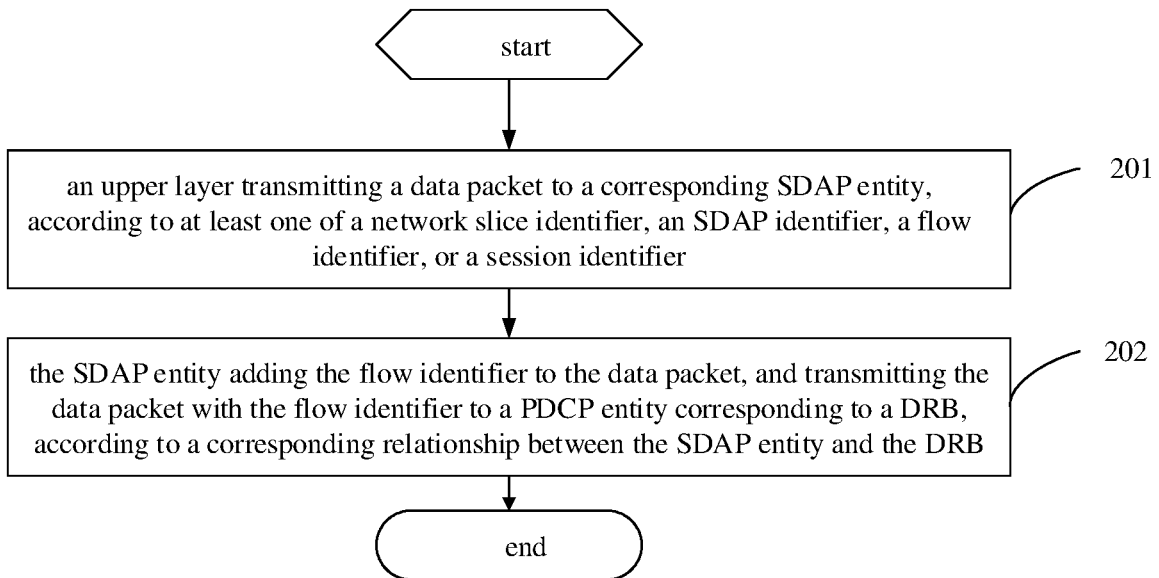 start
an upper layer transmitting a data packet to a corresponding SDAP entity,
according to at least one of a network slice identifier, an SDAP identifier, a flow
identifier, or a session identifier
201
the SDAP entity adding the flow identifier to the data packet, and transmitting the
data packet with the flow identifier to a PDCP entity corresponding to a DRB,
according to a corresponding relationship between the SDAP entity and the DRB
202
end